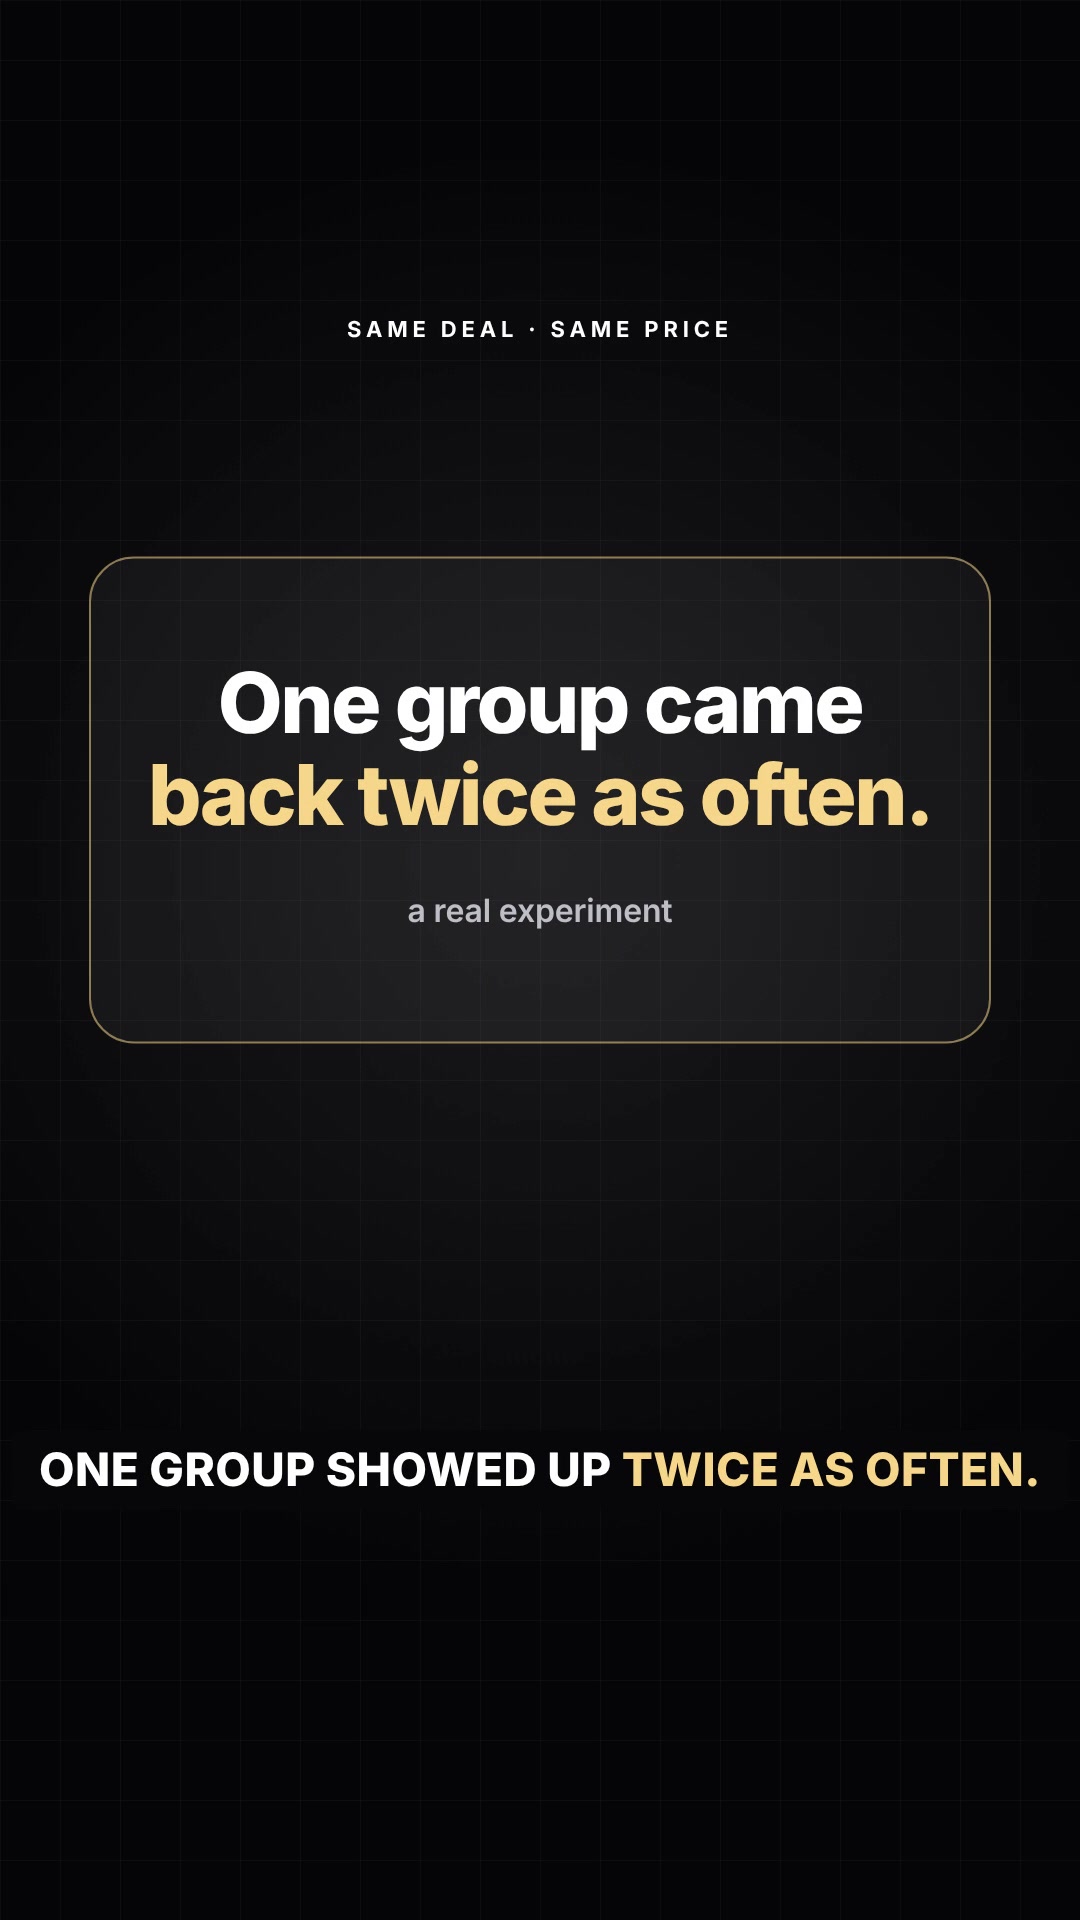 SAME DEAL · SAME PRICE
One group came
back twice as often.
a real experiment
ONE GROUP SHOWED UP TWICE AS OFTEN.